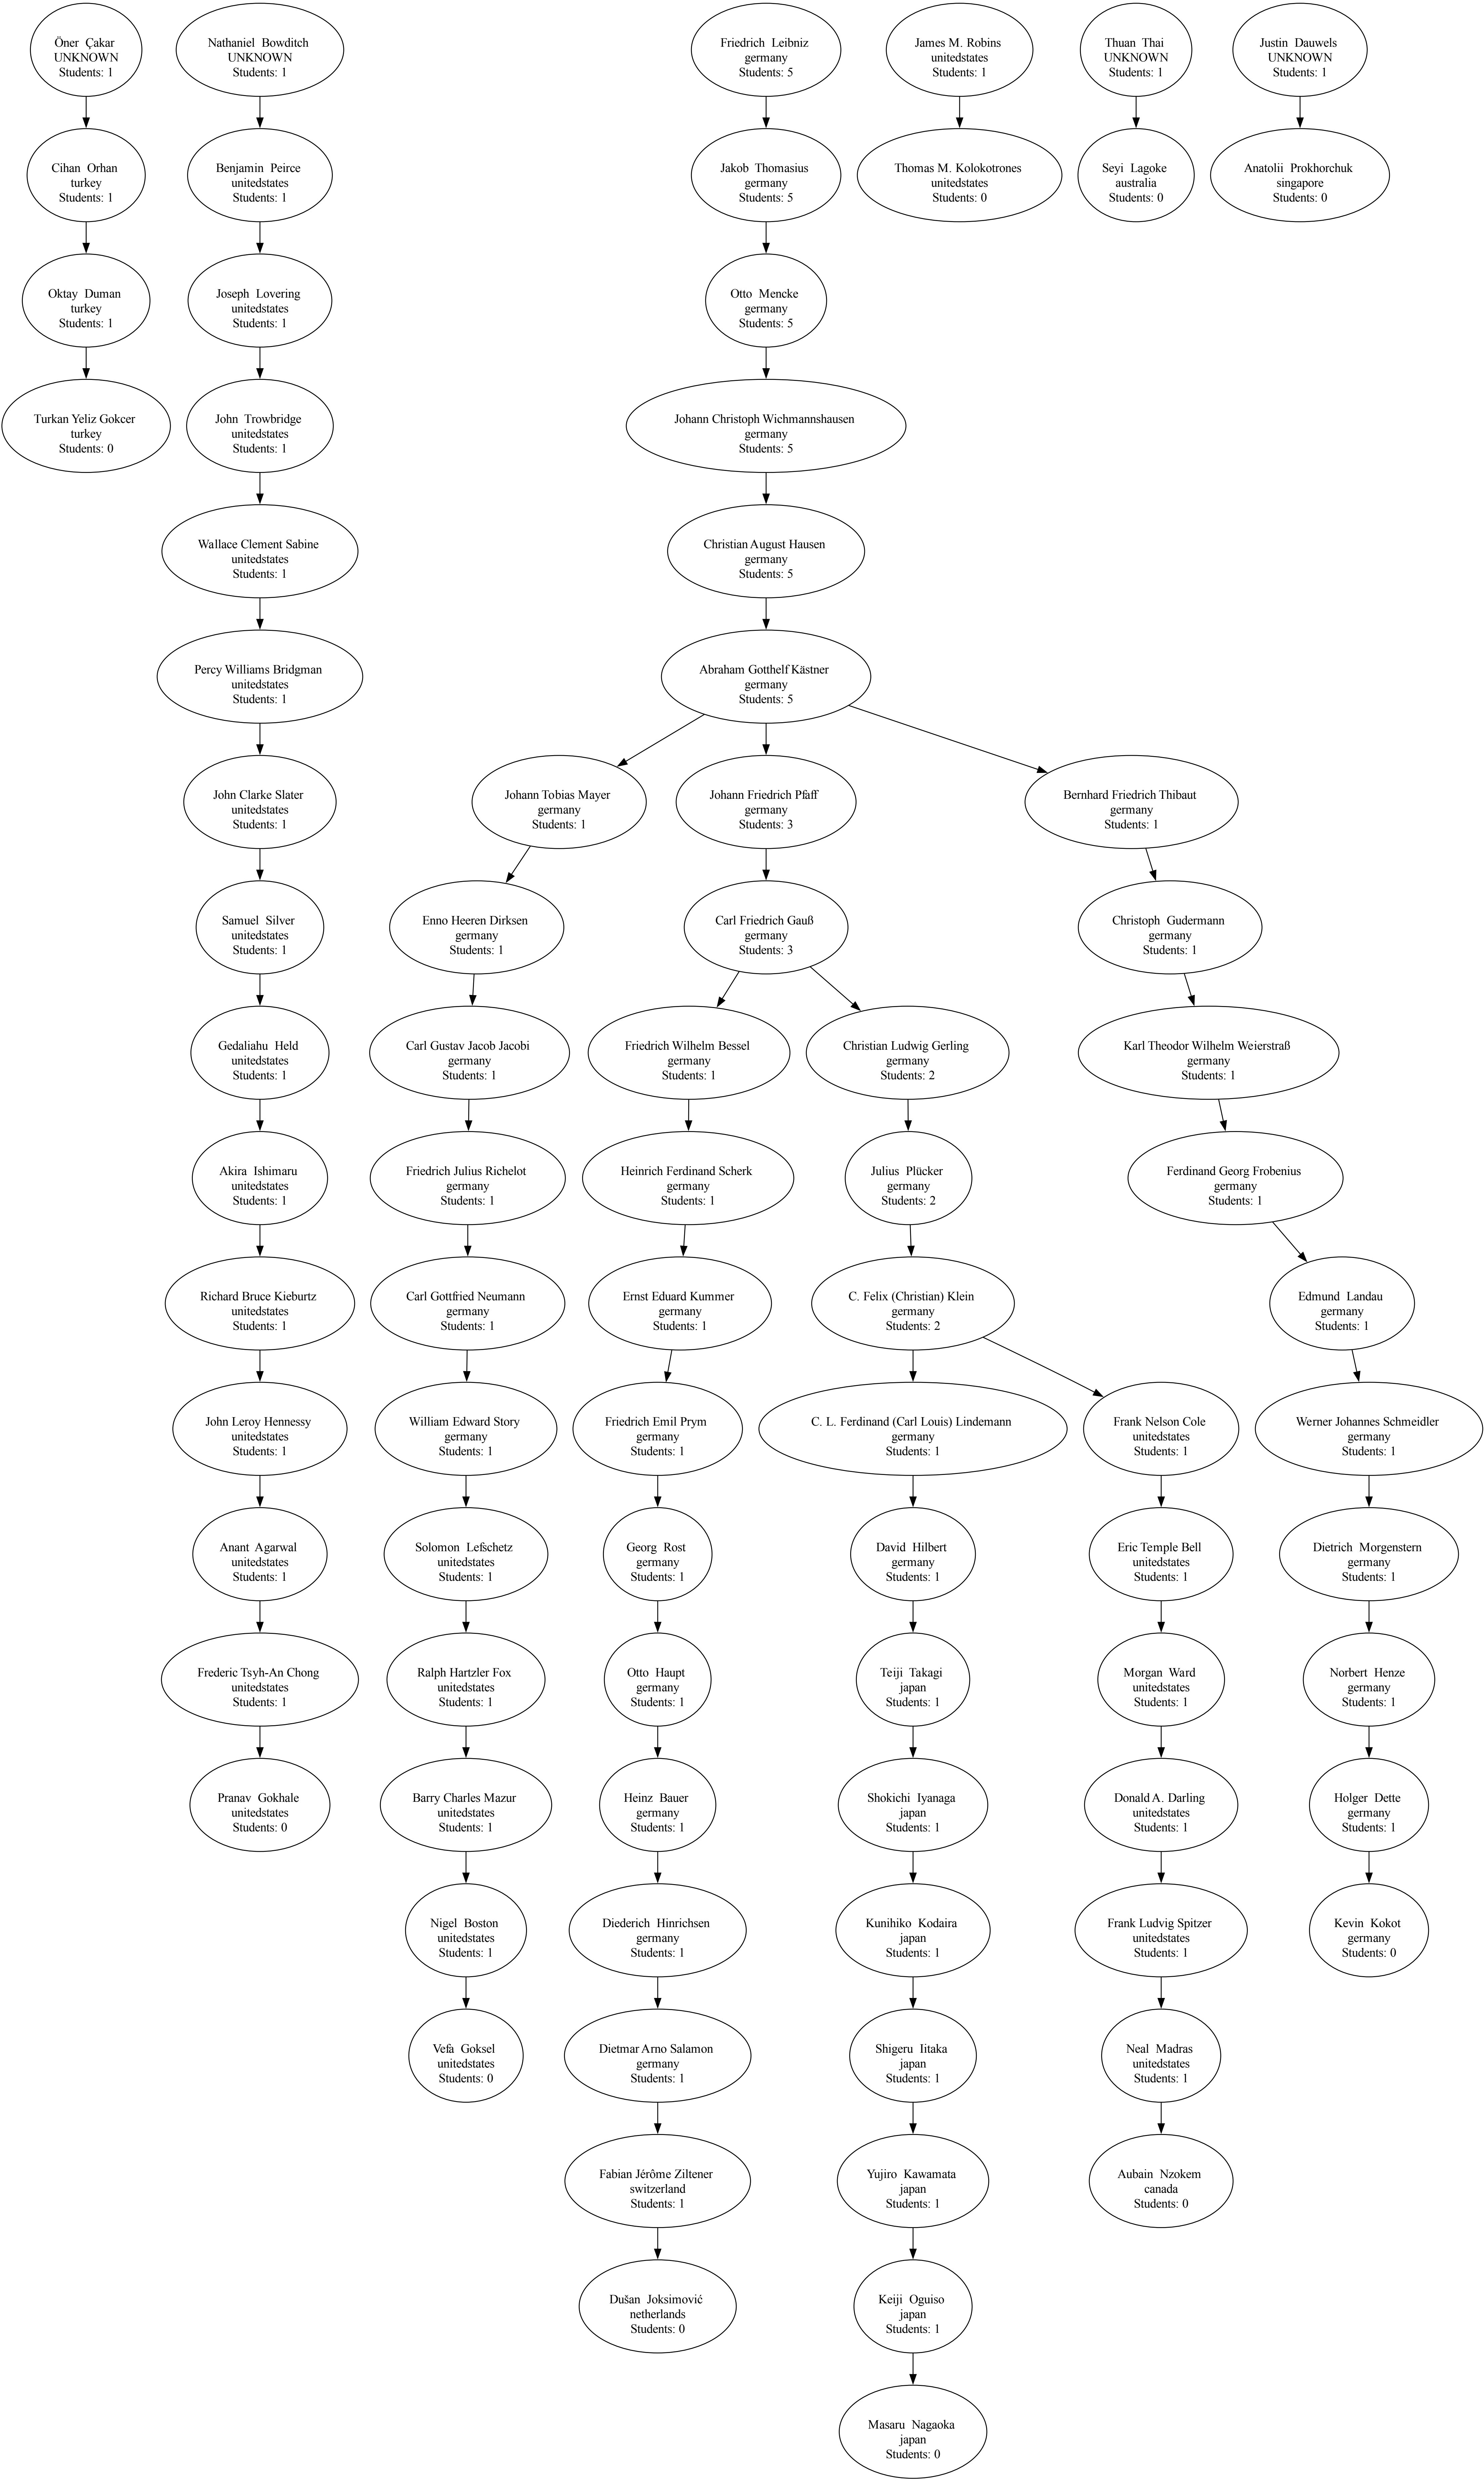 Öner Çakar
UNKNOWN
Students: 1
Nathaniel Bowditch
UNKNOWN
Students: 1
Friedrich Leibniz
germany
Students: 5
James M. Robins
unitedstates
Students: 1
Thuan Thai
UNKNOWN
Students: 1
Justin Dauwels
UNKNOWN
Students: 1
Cihan Orhan
turkey
Students: 1
Benjamin Peirce
unitedstates
Students: 1
Jakob Thomasius
germany
Students: 5
Thomas M. Kolokotrones
unitedstates
Students: 0
Seyi Lagoke
australia
Students: 0
Anatolii Prokhorchuk
singapore
Students: 0
Oktay Duman
turkey
Students: 1
Joseph Lovering
unitedstates
Students: 1
Otto Mencke
germany
Students: 5
Turkan Yeliz Gokcer
turkey
Students: 0
John Trowbridge
unitedstates
Students: 1
Johann Christoph Wichmannshausen
germany
Students: 5
Wallace Clement Sabine
unitedstates
Students: 1
Christian August Hausen
germany
Students: 5
Percy Williams Bridgman
unitedstates
Students: 1
Abraham Gotthelf Kästner
germany
Students: 5
John Clarke Slater
unitedstates
Students: 1
Johann Tobias Mayer
germany
Students: 1
Johann Friedrich Pfaff
germany
Students: 3
Bernhard Friedrich Thibaut
germany
Students: 1
Samuel Silver
unitedstates
Students: 1
Enno Heeren Dirksen
germany
Students: 1
Carl Friedrich Gauß
germany
Students: 3
Christoph Gudermann
germany
Students: 1
Gedaliahu Held
unitedstates
Students: 1
Carl Gustav Jacob Jacobi
germany
Students: 1
Friedrich Wilhelm Bessel
germany
Students: 1
Christian Ludwig Gerling
germany
Students: 2
Karl Theodor Wilhelm Weierstraß
germany
Students: 1
Akira Ishimaru
unitedstates
Students: 1
Friedrich Julius Richelot
germany
Students: 1
Heinrich Ferdinand Scherk
germany
Students: 1
Julius Plücker
germany
Students: 2
Ferdinand Georg Frobenius
germany
Students: 1
Richard Bruce Kieburtz
unitedstates
Students: 1
Carl Gottfried Neumann
germany
Students: 1
Ernst Eduard Kummer
germany
Students: 1
C. Felix (Christian) Klein
germany
Students: 2
Edmund Landau
germany
Students: 1
John Leroy Hennessy
unitedstates
Students: 1
William Edward Story
germany
Students: 1
Friedrich Emil Prym
germany
Students: 1
C. L. Ferdinand (Carl Louis) Lindemann
germany
Students: 1
Frank Nelson Cole
unitedstates
Students: 1
Werner Johannes Schmeidler
germany
Students: 1
Anant Agarwal
unitedstates
Students: 1
Solomon Lefschetz
unitedstates
Students: 1
Georg Rost
germany
Students: 1
David Hilbert
germany
Students: 1
Eric Temple Bell
unitedstates
Students: 1
Dietrich Morgenstern
germany
Students: 1
Frederic Tsyh-An Chong
unitedstates
Students: 1
Ralph Hartzler Fox
unitedstates
Students: 1
Otto Haupt
germany
Students: 1
Teiji Takagi
japan
Students: 1
Morgan Ward
unitedstates
Students: 1
Norbert Henze
germany
Students: 1
Pranav Gokhale
unitedstates
Students: 0
Barry Charles Mazur
unitedstates
Students: 1
Heinz Bauer
germany
Students: 1
Shokichi Iyanaga
japan
Students: 1
Donald A. Darling
unitedstates
Students: 1
Holger Dette
germany
Students: 1
Nigel Boston
unitedstates
Students: 1
Diederich Hinrichsen
germany
Students: 1
Kunihiko Kodaira
japan
Students: 1
Frank Ludvig Spitzer
unitedstates
Students: 1
Kevin Kokot
germany
Students: 0
Vefa Goksel
unitedstates
Students: 0
Dietmar Arno Salamon
germany
Students: 1
Shigeru Iitaka
japan
Students: 1
Neal Madras
unitedstates
Students: 1
Fabian Jérôme Ziltener
switzerland
Students: 1
Yujiro Kawamata
japan
Students: 1
Aubain Nzokem
canada
Students: 0
Dušan Joksimović
netherlands
Students: 0
Keiji Oguiso
japan
Students: 1
Masaru Nagaoka
japan
Students: 0